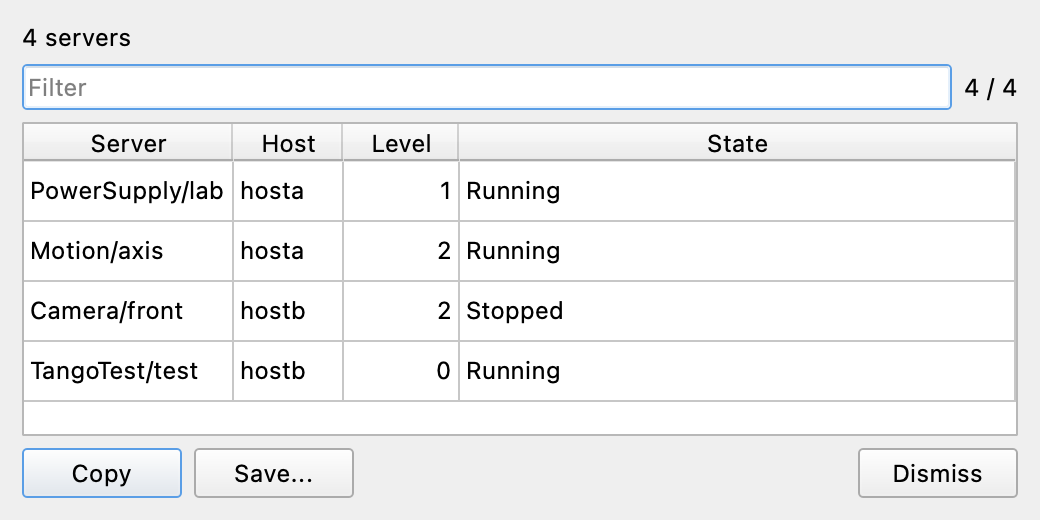 4 servers
Filter 4 / 4
Server Host Level State
PowerSupply/lab hosta 1 Running
Motion/axis hosta 2 Running
Camera/front hostb 2 Stopped
TangoTest/test hostb 0 Running
Copy Save... Dismiss